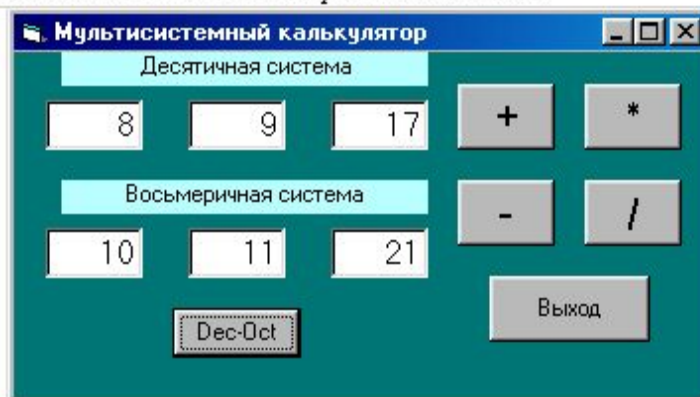 Мультисистемный калькулятор
Десятичная система
8 9 17
+ *
Восьмеричная система
10 11 21
- /
Dec-Oct
Выход